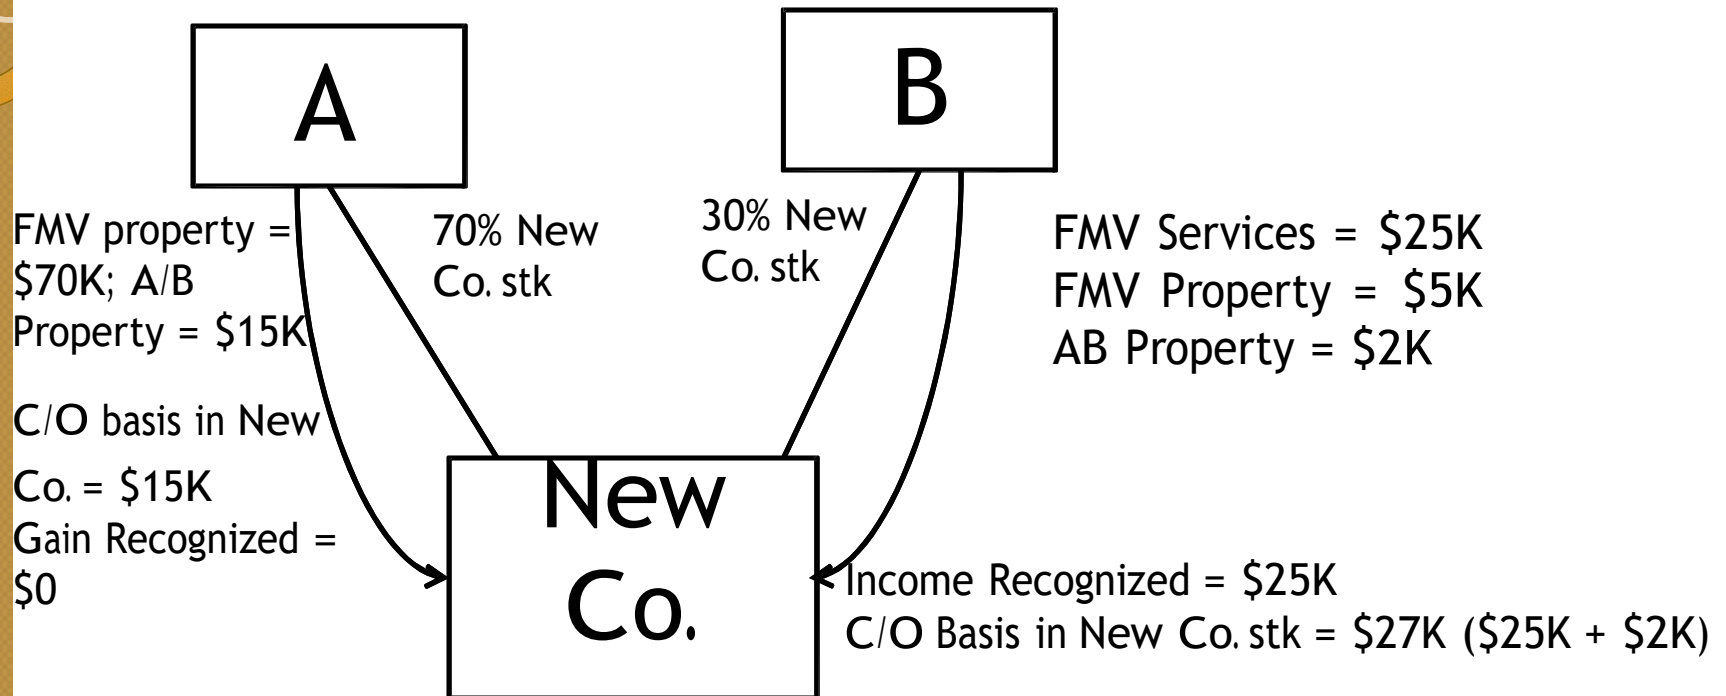 A
B
FMV property =
$70K; A/B
Property = $15K
70% New
Co. stk
30% New
Co. stk
FMV Services = $25K
FMV Property = $5K
AB Property = $2K
C/O basis in New
Co. = $15K
Gain Recognized =
$0
New
Co.
Income Recognized = $25K
C/O Basis in New Co. stk = $27K ($25K + $2K)